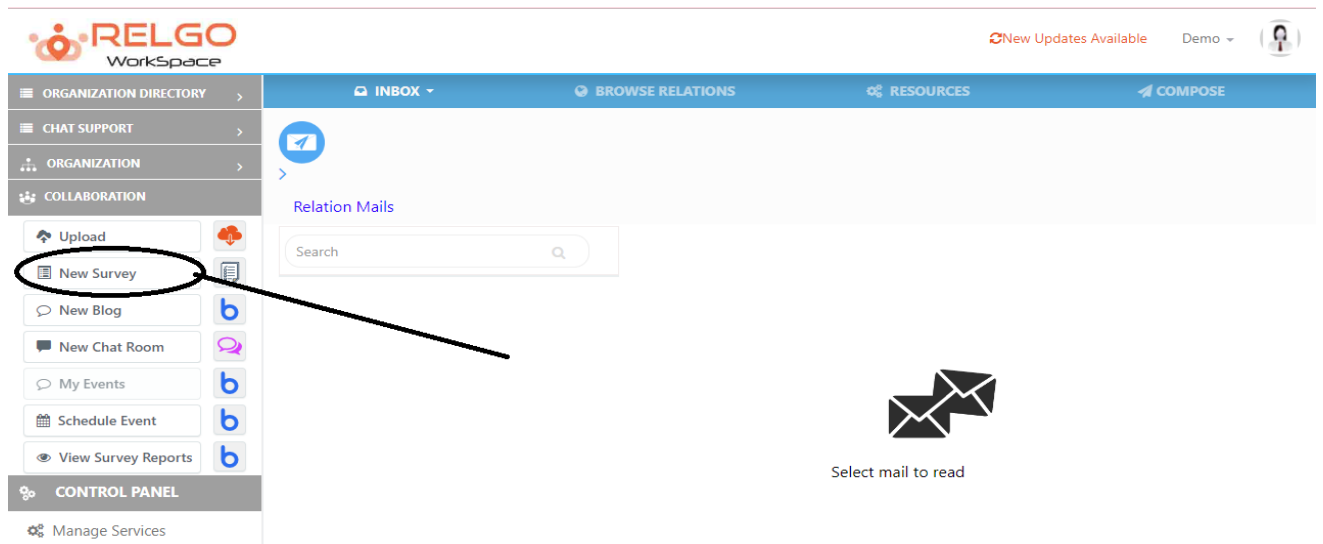 RELGO
WorkSpace
New Updates Available
Demo
ORGANIZATION DIRECTORY
INBOX
BROWSE RELATIONS
RESOURCES
COMPOSE
CHAT SUPPORT
ORGANIZATION
COLLABORATION
Relation Mails
Upload
Search
New Survey
New Blog
New Chat Room
My Events
Schedule Event
View Survey Reports
Select mail to read
CONTROL PANEL
Manage Services